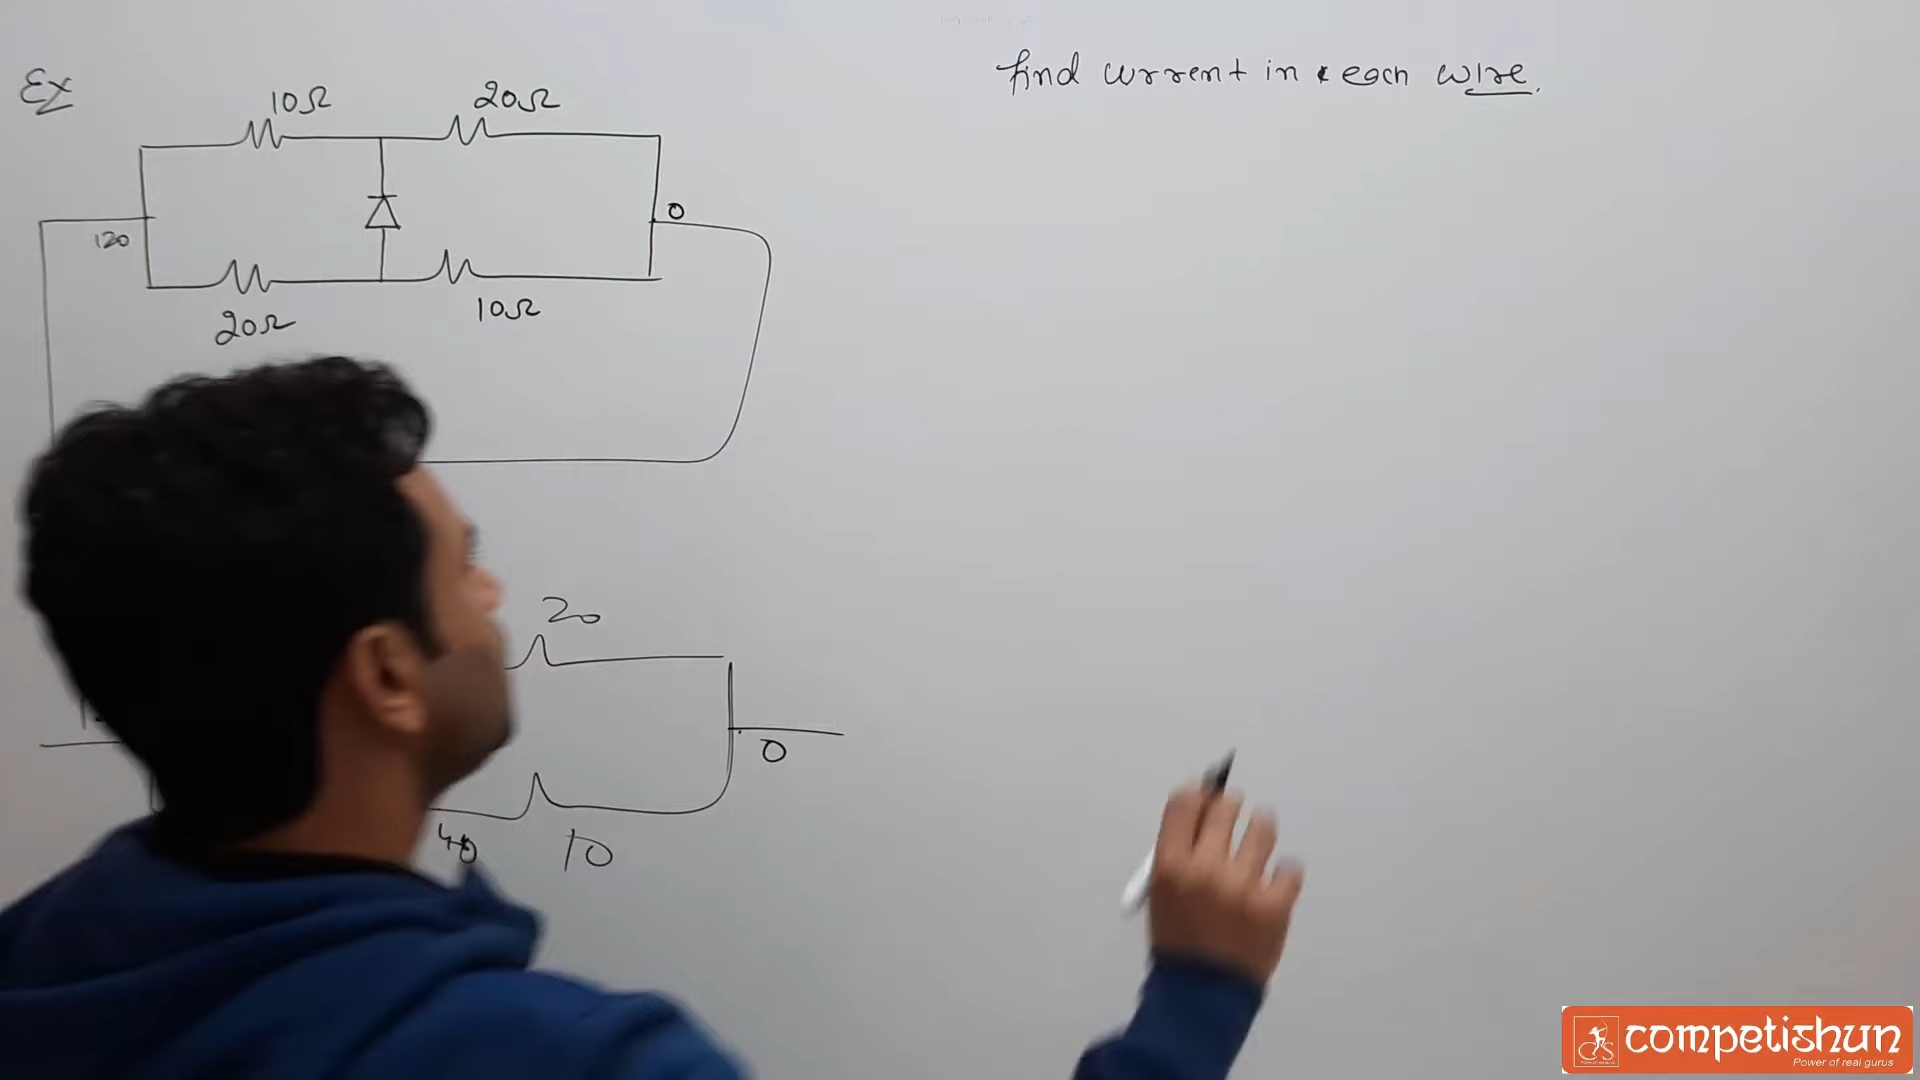 Ex
find current in each wire.
10Ω
20Ω
120
0
20Ω
10Ω
20
0
40
10
competishun
Power of real gurus